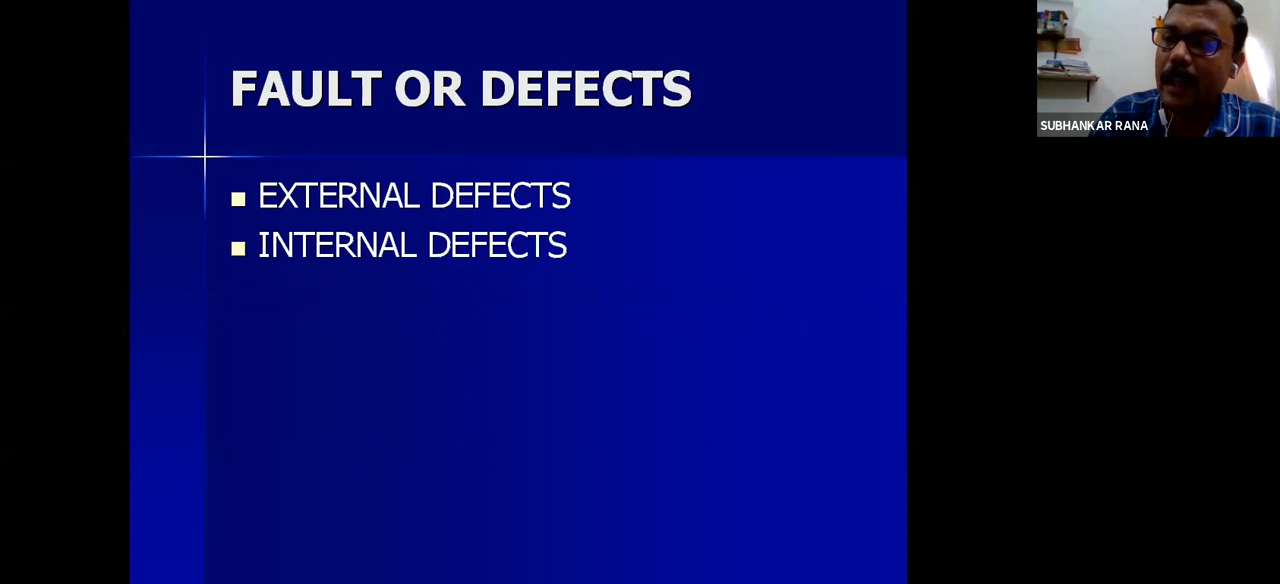 FAULT OR DEFECTS
EXTERNAL DEFECTS
INTERNAL DEFECTS
SUBHANKAR RANA